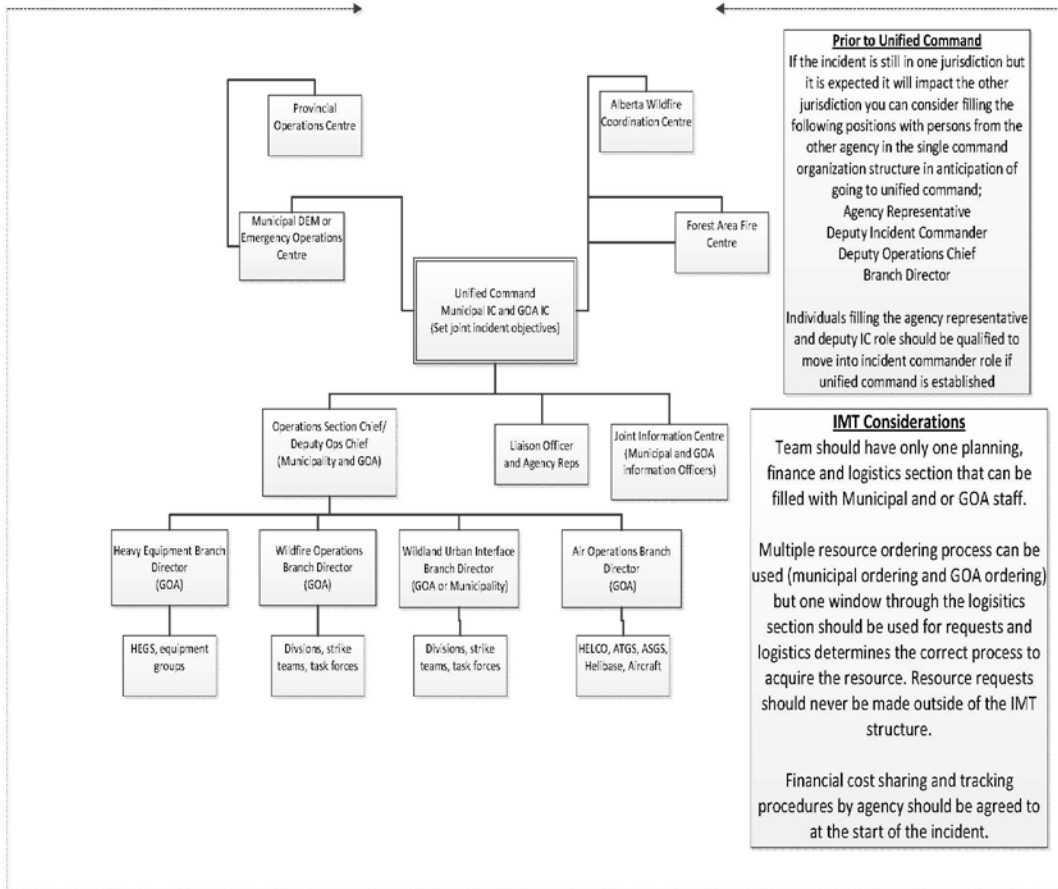 Provincial
Operations Centre
Alberta Wildfire
Coordination Centre
Municipal DEM or
Emergency Operations
Centre
Forest Area Fire
Centre
Unified Command
Municipal IC and GOA IC
(Set joint incident objectives)
Operations Section Chief/
Deputy Ops Chief
(Municipality and GOA)
Liaison Officer
and Agency Reps
Joint Information Centre
(Municipal and GOA
information Officers)
Heavy Equipment Branch
Director
(GOA)
Wildfire Operations
Branch Director
(GOA)
Wildland Urban Interface
Branch Director
(GOA or Municipality)
Air Operations Branch
Director
(GOA)
HEGS, equipment
groups
Divsions, strike
teams, task forces
Divisions, strike
teams, task forces
HELCO, ATGS, ASGS,
Helibase, Aircraft
Prior to Unified Command
If the incident is still in one jurisdiction but
it is expected it will impact the other
jurisdiction you can consider filling the
following positions with persons from the
other agency in the single command
organization structure in anticipation of
going to unified command;
Agency Representative
Deputy Incident Commander
Deputy Operations Chief
Branch Director
Individuals filling the agency representative
and deputy IC role should be qualified to
move into incident commander role if
unified command is established
IMT Considerations
Team should have only one planning,
finance and logistics section that can be
filled with Municipal and or GOA staff.
Multiple resource ordering process can be
used (municipal ordering and GOA ordering)
but one window through the logisitics
section should be used for requests and
logistics determines the correct process to
acquire the resource. Resource requests
should never be made outside of the IMT
structure.
Financial cost sharing and tracking
procedures by agency should be agreed to
at the start of the incident.